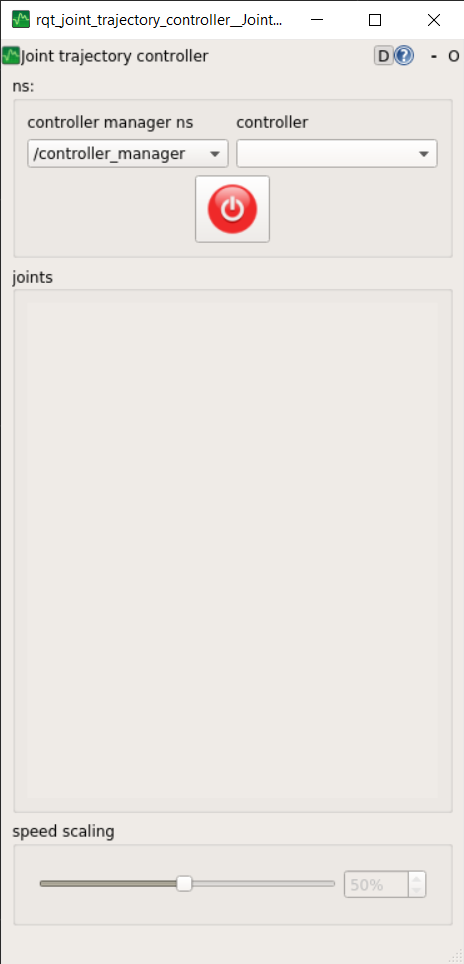 rqt_joint_trajectory_controller__Joint...
Joint trajectory controller D ? - O
ns:
controller manager ns controller
/controller_manager
joints
speed scaling
50%